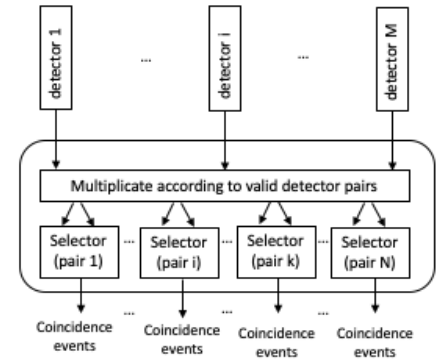 detector 1
...
detector i
...
detector M
Multiplicate according to valid detector pairs
Selector
(pair 1)
...
Selector
(pair i)
...
Selector
(pair k)
...
Selector
(pair N)
...
...
...
Coincidence
events
Coincidence
events
Coincidence
events
Coincidence
events